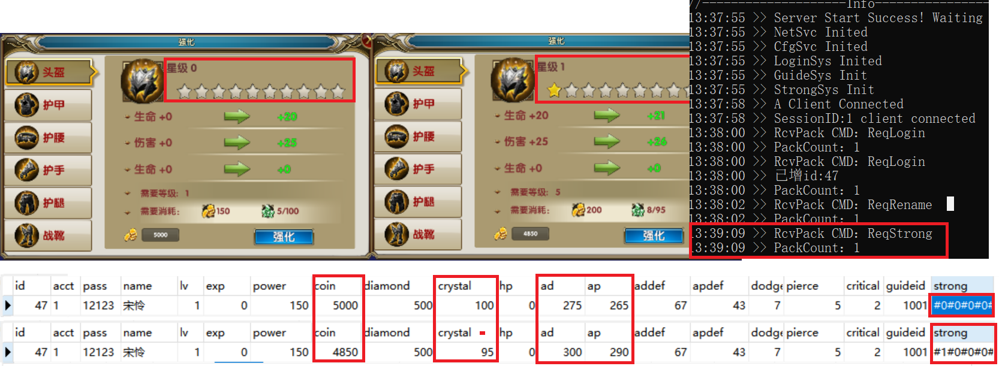 强化
头盔
护甲
护腰
护手
护腿
战靴
星级 0
生命 +0 +20
伤害 +0 +25
生命 +0 +0
需要等级: 1
需要消耗: 150 5/100
5000 强化
强化
头盔
护甲
护腰
护手
护腿
战靴
星级 1
生命 +20 +21
伤害 +25 +26
生命 +0 +0
需要等级: 5
需要消耗: 200 8/95
4850 强化
//--------------------Info----------------
13:37:55 >> Server Start Success! Waiting
13:37:55 >> NetSvc Inited
13:37:55 >> CfgSvc Inited
13:37:55 >> LoginSys Inited
13:37:55 >> GuideSys Init
13:37:55 >> StrongSys Init
13:37:58 >> A Client Connected
13:37:58 >> SessionID:1 client connected
13:38:00 >> RcvPack CMD: ReqLogin
13:38:00 >> PackCount: 1
13:38:00 >> RcvPack CMD: ReqLogin
13:38:00 >> 已增id:47
13:38:00 >> PackCount: 1
13:38:02 >> RcvPack CMD: ReqRename
13:38:02 >> PackCount: 1
13:39:09 >> RcvPack CMD: ReqStrong
13:39:09 >> PackCount: 1
id acct pass name lv exp power coin diamond crystal hp ad ap addef apdef dodge pierce critical guideid strong
47 1 12123 宋怜 1 0 150 5000 500 100 0 275 265 67 43 7 5 2 1001 #0#0#0#0#
id acct pass name lv exp power coin diamond crystal hp ad ap addef apdef dodge pierce critical guideid strong
47 1 12123 宋怜 1 0 150 4850 500 95 0 300 290 67 43 7 5 2 1001 #1#0#0#0#